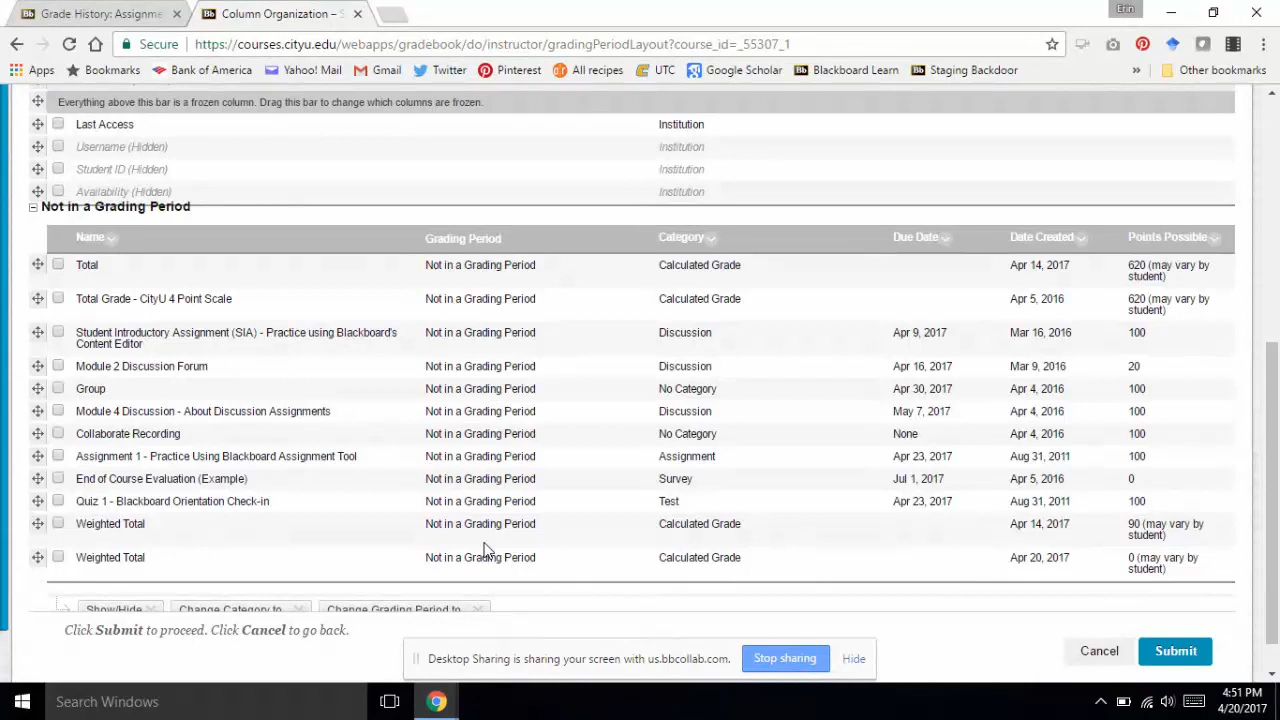 Grade History: Assignme
Column Organization – S
Erin
Secure
https://courses.cityu.edu/webapps/gradebook/do/instructor/gradingPeriodLayout?course_id=_55307_1
Apps Bookmarks Bank of America Yahoo! Mail Gmail Twitter Pinterest All recipes UTC Google Scholar Blackboard Learn Staging Backdoor » Other bookmarks
Everything above this bar is a frozen column. Drag this bar to change which columns are frozen.
Last Access Institution
Username (Hidden) Institution
Student ID (Hidden) Institution
Availability (Hidden) Institution
Not in a Grading Period
Name Grading Period Category Due Date Date Created Points Possible
Total Not in a Grading Period Calculated Grade Apr 14, 2017 620 (may vary by
student)
Total Grade - CityU 4 Point Scale Not in a Grading Period Calculated Grade Apr 5, 2016 620 (may vary by
student)
Student Introductory Assignment (SIA) - Practice using Blackboard's Not in a Grading Period Discussion Apr 9, 2017 Mar 16, 2016 100
Content Editor
Module 2 Discussion Forum Not in a Grading Period Discussion Apr 16, 2017 Mar 9, 2016 20
Group Not in a Grading Period No Category Apr 30, 2017 Apr 4, 2016 100
Module 4 Discussion - About Discussion Assignments Not in a Grading Period Discussion May 7, 2017 Apr 4, 2016 100
Collaborate Recording Not in a Grading Period No Category None Apr 4, 2016 100
Assignment 1 - Practice Using Blackboard Assignment Tool Not in a Grading Period Assignment Apr 23, 2017 Aug 31, 2011 100
End of Course Evaluation (Example) Not in a Grading Period Survey Jul 1, 2017 Apr 5, 2016 0
Quiz 1 - Blackboard Orientation Check-in Not in a Grading Period Test Apr 23, 2017 Aug 31, 2011 100
Weighted Total Not in a Grading Period Calculated Grade Apr 14, 2017 90 (may vary by
student)
Weighted Total Not in a Grading Period Calculated Grade Apr 20, 2017 0 (may vary by
student)
Show/Hide Change Category to Change Grading Period to
Click Submit to proceed. Click Cancel to go back.
Cancel Submit
Desktop Sharing is sharing your screen with us.bbcollab.com. Stop sharing Hide
Search Windows
4:51 PM
4/20/2017